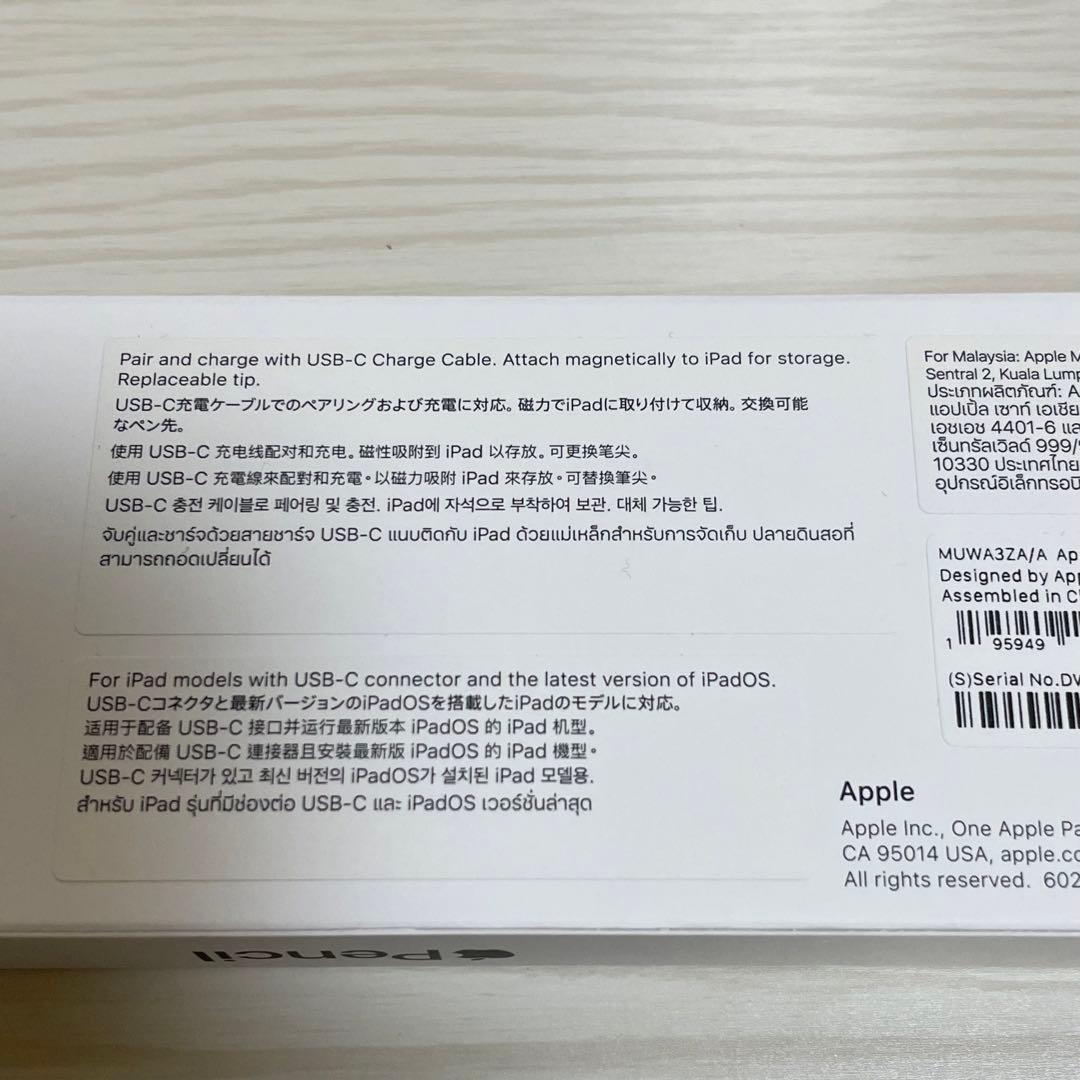 Pair and charge with USB-C Charge Cable. Attach magnetically to iPad for storage.
Replaceable tip.
USB-C充電ケーブルでのペアリングおよび充電に対応。磁力でiPadに取り付けて収納。交換可能
なペン先。
使用 USB-C 充电线配对和充电。磁性吸附到 iPad 以存放。可更换笔尖。
使用 USB-C 充電線來配對和充電。以磁力吸附 iPad 來存放。可替換筆尖。
USB-C 충전 케이블로 페어링 및 충전. iPad에 자석으로 부착하여 보관. 대체 가능한 팁.
จับคู่และชาร์จด้วยสายชาร์จ USB-C แนบติดกับ iPad ด้วยแม่เหล็กสำหรับการจัดเก็บ ปลายดินสอที่
สามารถถอดเปลี่ยนได้
For iPad models with USB-C connector and the latest version of iPadOS.
USB-Cコネクタと最新バージョンのiPadOSを搭載したiPadのモデルに対応。
适用于配备 USB-C 接口并运行最新版本 iPadOS 的 iPad 机型。
適用於配備 USB-C 連接器且安裝最新版 iPadOS 的 iPad 機型。
USB-C 커넥터가 있고 최신 버전의 iPadOS가 설치된 iPad 모델용.
สำหรับ iPad รุ่นที่มีช่องต่อ USB-C และ iPadOS เวอร์ชั่นล่าสุด
For Malaysia: Apple M
Sentral 2, Kuala Lump
ประเภทผลิตภัณฑ์: A
แอปเปิ้ล เซาท์ เอเชีย
เอชเอช 4401-6 แล
เซ็นทรัลเวิลด์ 999/
10330 ประเทศไทย
อุปกรณ์อิเล็กทรอนิ
MUWA3ZA/A Ap
Designed by App
Assembled in C
1 95949
(S)Serial No.DV
Apple
Apple Inc., One Apple Pa
CA 95014 USA, apple.co
All rights reserved. 602
Pencil